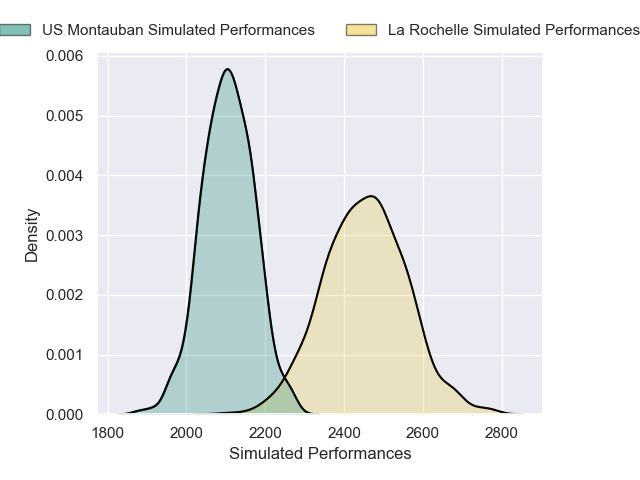 US Montauban Simulated Performances La Rochelle Simulated Performances
0.006
0.005
0.004
0.003
0.002
0.001
0.000
Density
1800 2000 2200 2400 2600 2800
Simulated Performances